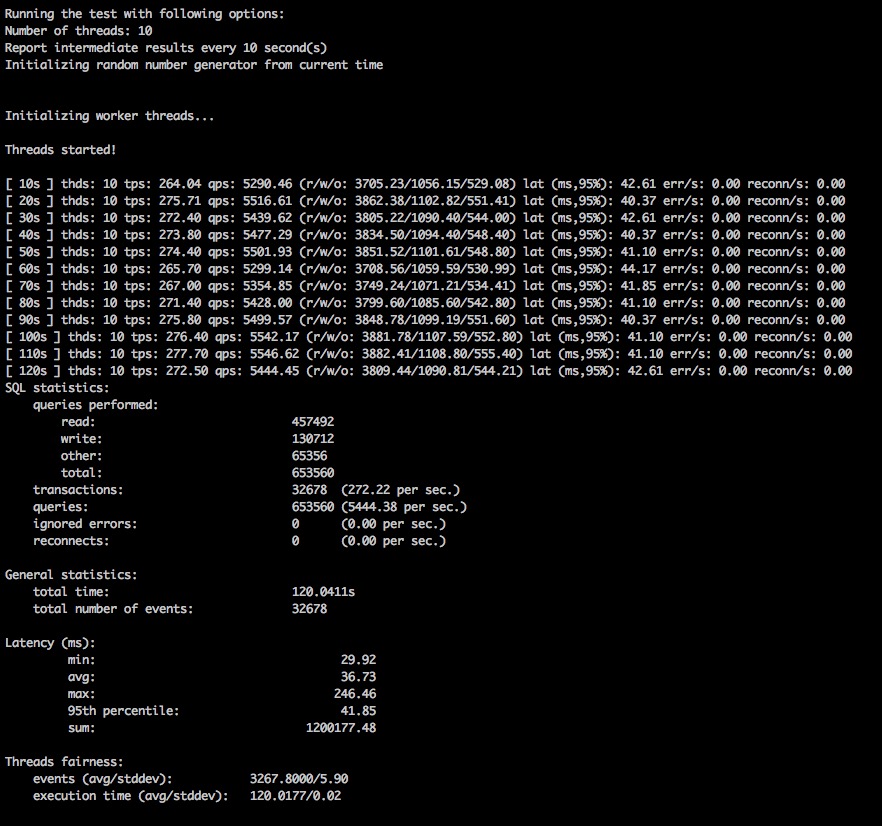 Running the test with following options:
Number of threads: 10
Report intermediate results every 10 second(s)
Initializing random number generator from current time
Initializing worker threads...
Threads started!
[ 10s ] thds: 10 tps: 264.04 qps: 5290.46 (r/w/o: 3705.23/1056.15/529.08) lat (ms,95%): 42.61 err/s: 0.00 reconn/s: 0.00
[ 20s ] thds: 10 tps: 275.71 qps: 5516.61 (r/w/o: 3862.38/1102.82/551.41) lat (ms,95%): 40.37 err/s: 0.00 reconn/s: 0.00
[ 30s ] thds: 10 tps: 272.40 qps: 5439.62 (r/w/o: 3805.22/1090.40/544.00) lat (ms,95%): 42.61 err/s: 0.00 reconn/s: 0.00
[ 40s ] thds: 10 tps: 273.80 qps: 5477.29 (r/w/o: 3834.50/1094.40/548.40) lat (ms,95%): 40.37 err/s: 0.00 reconn/s: 0.00
[ 50s ] thds: 10 tps: 274.40 qps: 5501.93 (r/w/o: 3851.52/1101.61/548.80) lat (ms,95%): 41.10 err/s: 0.00 reconn/s: 0.00
[ 60s ] thds: 10 tps: 265.70 qps: 5299.14 (r/w/o: 3708.56/1059.59/530.99) lat (ms,95%): 44.17 err/s: 0.00 reconn/s: 0.00
[ 70s ] thds: 10 tps: 267.00 qps: 5354.85 (r/w/o: 3749.24/1071.21/534.41) lat (ms,95%): 41.85 err/s: 0.00 reconn/s: 0.00
[ 80s ] thds: 10 tps: 271.40 qps: 5428.00 (r/w/o: 3799.60/1085.60/542.80) lat (ms,95%): 41.10 err/s: 0.00 reconn/s: 0.00
[ 90s ] thds: 10 tps: 275.80 qps: 5499.57 (r/w/o: 3848.78/1099.19/551.60) lat (ms,95%): 40.37 err/s: 0.00 reconn/s: 0.00
[ 100s ] thds: 10 tps: 276.40 qps: 5542.17 (r/w/o: 3881.78/1107.59/552.80) lat (ms,95%): 41.10 err/s: 0.00 reconn/s: 0.00
[ 110s ] thds: 10 tps: 277.70 qps: 5546.62 (r/w/o: 3882.41/1108.80/555.40) lat (ms,95%): 41.10 err/s: 0.00 reconn/s: 0.00
[ 120s ] thds: 10 tps: 272.50 qps: 5444.45 (r/w/o: 3809.44/1090.81/544.21) lat (ms,95%): 42.61 err/s: 0.00 reconn/s: 0.00
SQL statistics:
queries performed:
read: 457492
write: 130712
other: 65356
total: 653560
transactions: 32678 (272.22 per sec.)
queries: 653560 (5444.38 per sec.)
ignored errors: 0 (0.00 per sec.)
reconnects: 0 (0.00 per sec.)
General statistics:
total time: 120.0411s
total number of events: 32678
Latency (ms):
min: 29.92
avg: 36.73
max: 246.46
95th percentile: 41.85
sum: 1200177.48
Threads fairness:
events (avg/stddev): 3267.8000/5.90
execution time (avg/stddev): 120.0177/0.02